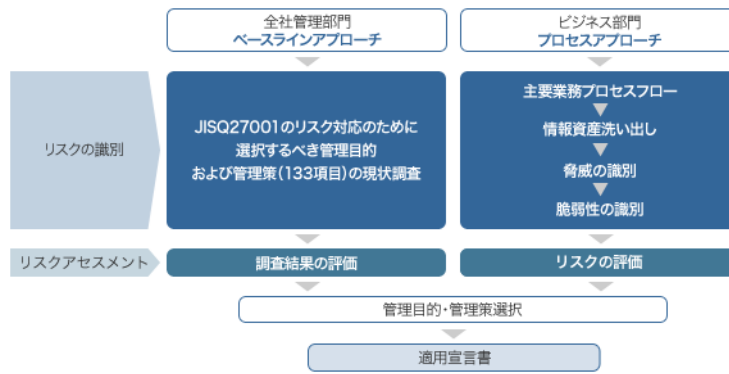 全社管理部門
ベースラインアプローチ
ビジネス部門
プロセスアプローチ
リスクの識別
JISQ27001のリスク対応のために
選択するべき管理目的
および管理策(133項目)の現状調査
主要業務プロセスフロー
情報資産洗い出し
脅威の識別
脆弱性の識別
リスクアセスメント
調査結果の評価
リスクの評価
管理目的・管理策選択
適用宣言書